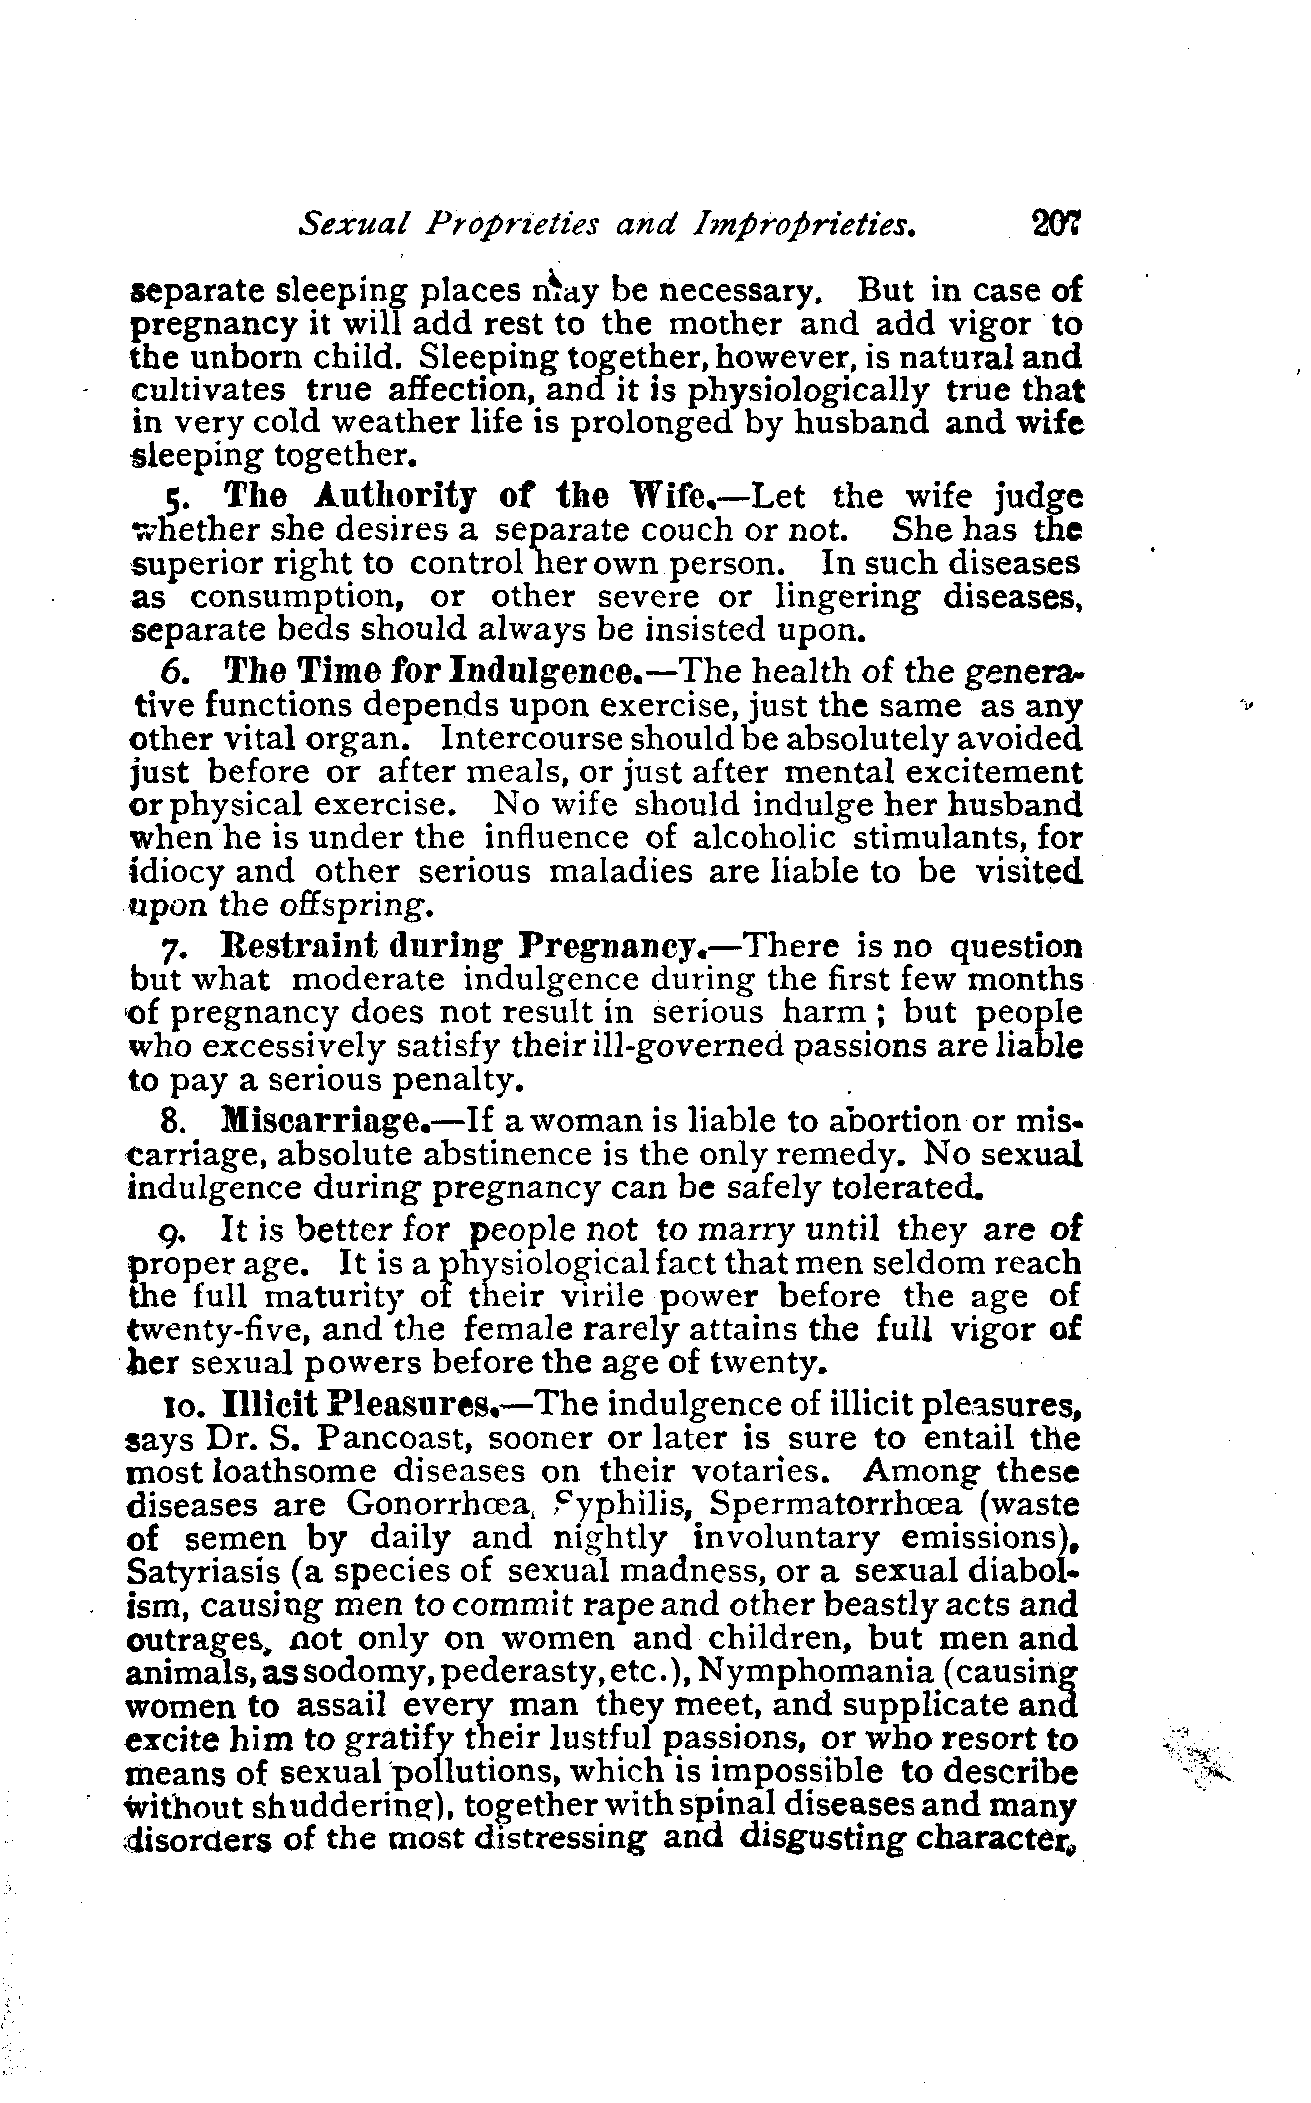 Sexual Proprieties and Improprieties. 207
separate sleeping places may be necessary. But in case of
pregnancy it will add rest to the mother and add vigor to
the unborn child. Sleeping together, however, is natural and
cultivates true affection, and it is physiologically true that
in very cold weather life is prolonged by husband and wife
sleeping together.
5. The Authority of the Wife.—Let the wife judge
whether she desires a separate couch or not. She has the
superior right to control her own person. In such diseases
as consumption, or other severe or lingering diseases,
separate beds should always be insisted upon.
6. The Time for Indulgence.—The health of the genera-
tive functions depends upon exercise, just the same as any
other vital organ. Intercourse should be absolutely avoided
just before or after meals, or just after mental excitement
or physical exercise. No wife should indulge her husband
when he is under the influence of alcoholic stimulants, for
idiocy and other serious maladies are liable to be visited
upon the offspring.
7. Restraint during Pregnancy.—There is no question
but what moderate indulgence during the first few months
of pregnancy does not result in serious harm; but people
who excessively satisfy their ill-governed passions are liable
to pay a serious penalty.
8. Miscarriage.—If a woman is liable to abortion or mis-
carriage, absolute abstinence is the only remedy. No sexual
indulgence during pregnancy can be safely tolerated.
9. It is better for people not to marry until they are of
proper age. It is a physiological fact that men seldom reach
the full maturity of their virile power before the age of
twenty-five, and the female rarely attains the full vigor of
her sexual powers before the age of twenty.
10. Illicit Pleasures.—The indulgence of illicit pleasures,
says Dr. S. Pancoast, sooner or later is sure to entail the
most loathsome diseases on their votaries. Among these
diseases are Gonorrhœa, Syphilis, Spermatorrhœa (waste
of semen by daily and nightly involuntary emissions),
Satyriasis (a species of sexual madness, or a sexual diabol-
ism, causing men to commit rape and other beastly acts and
outrages, not only on women and children, but men and
animals, as sodomy, pederasty, etc.), Nymphomania (causing
women to assail every man they meet, and supplicate and
excite him to gratify their lustful passions, or who resort to
means of sexual pollutions, which is impossible to describe
without shuddering), together with spinal diseases and many
disorders of the most distressing and disgusting character,